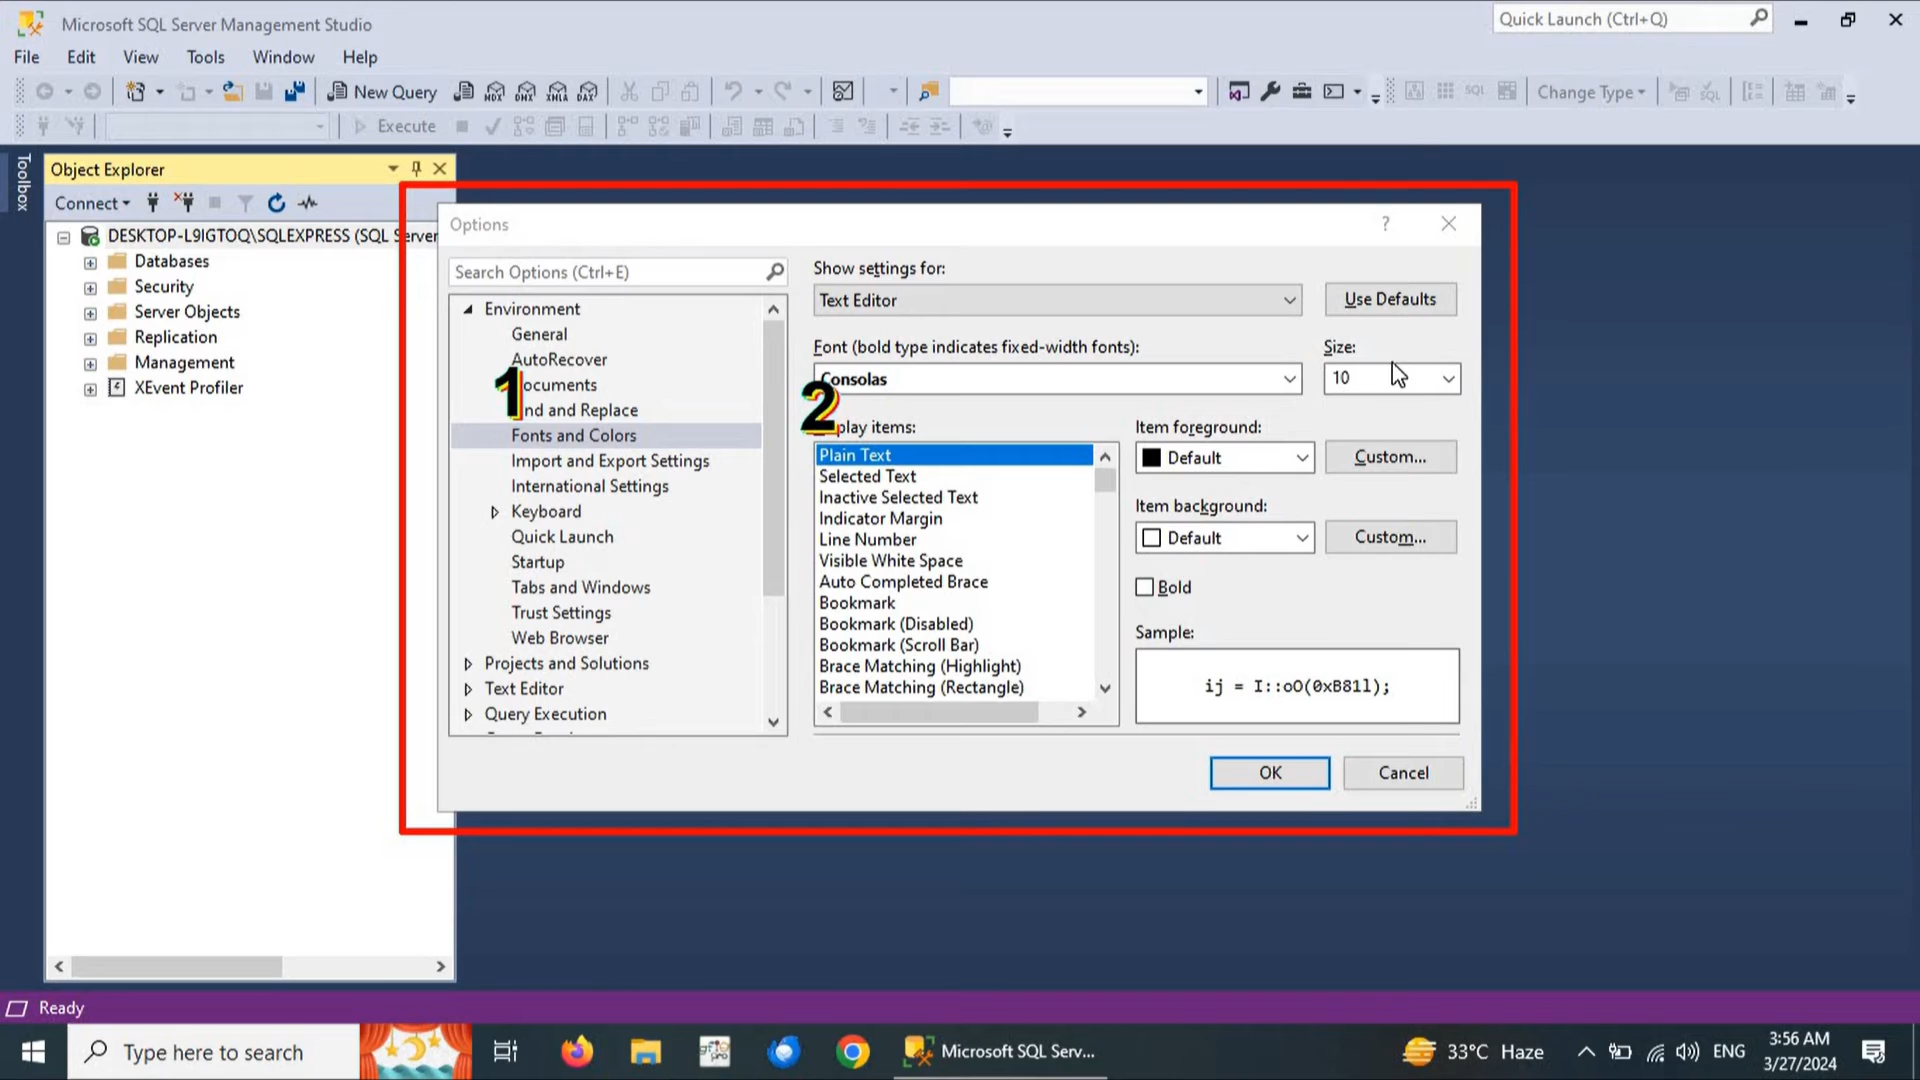 Microsoft SQL Server Management Studio
Quick Launch (Ctrl+Q)
File Edit View Tools Window Help
New Query
MDX DMX XMLA DAX
SQL
Change Type
Execute
Toolbox
Object Explorer
Connect
DESKTOP-L9IGTOQ\SQLEXPRESS (SQL Server
Databases
Security
Server Objects
Replication
Management
XEvent Profiler
Options
?
Search Options (Ctrl+E)
Environment
General
AutoRecover
1
ocuments
nd and Replace
Fonts and Colors
Import and Export Settings
International Settings
Keyboard
Quick Launch
Startup
Tabs and Windows
Trust Settings
Web Browser
Projects and Solutions
Text Editor
Query Execution
Show settings for:
Text Editor
Use Defaults
Font (bold type indicates fixed-width fonts):
Size:
Consolas
10
2
play items:
Plain Text
Selected Text
Inactive Selected Text
Indicator Margin
Line Number
Visible White Space
Auto Completed Brace
Bookmark
Bookmark (Disabled)
Bookmark (Scroll Bar)
Brace Matching (Highlight)
Brace Matching (Rectangle)
Item foreground:
Default
Custom...
Item background:
Default
Custom...
Bold
Sample:
ij = I::oO(0xB81l);
OK
Cancel
Ready
Type here to search
Microsoft SQL Serv...
33°C Haze
ENG
3:56 AM
3/27/2024